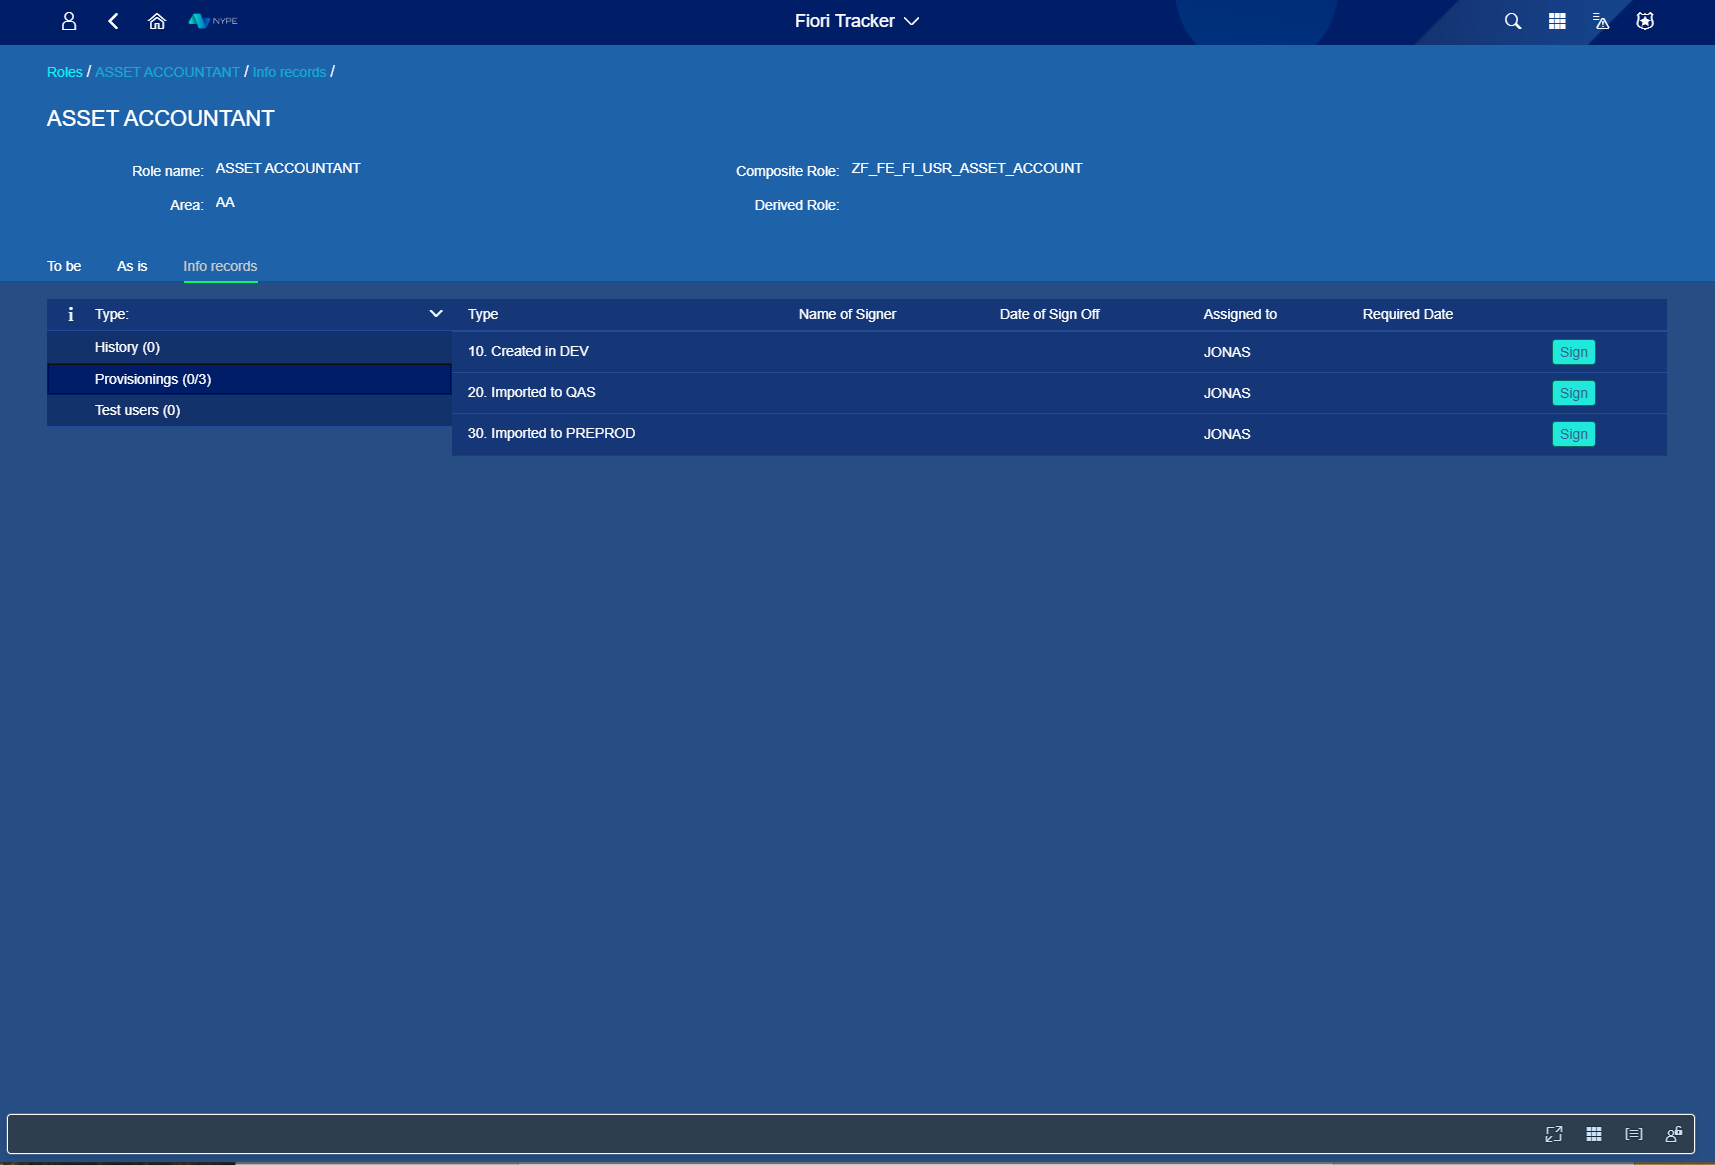 NYPE
Fiori Tracker
Roles / ASSET ACCOUNTANT / Info records /
ASSET ACCOUNTANT
Role name: ASSET ACCOUNTANT
Composite Role: ZF_FE_FI_USR_ASSET_ACCOUNT
Area: AA
Derived Role:
To be As is Info records
i Type:
History (0)
Provisionings (0/3)
Test users (0)
Type Name of Signer Date of Sign Off Assigned to Required Date
10. Created in DEV JONAS Sign
20. Imported to QAS JONAS Sign
30. Imported to PREPROD JONAS Sign